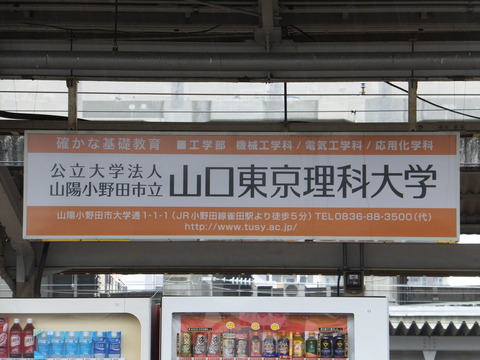 確かな基礎教育 ■工学部 機械工学科/電気工学科/応用化学科
公立大学法人
山陽小野田市立 山口東京理科大学
山陽小野田市大学通1-1-1(JR小野田線雀田駅より徒歩5分) TEL0836-88-3500(代)
http://www.tusy.ac.jp/